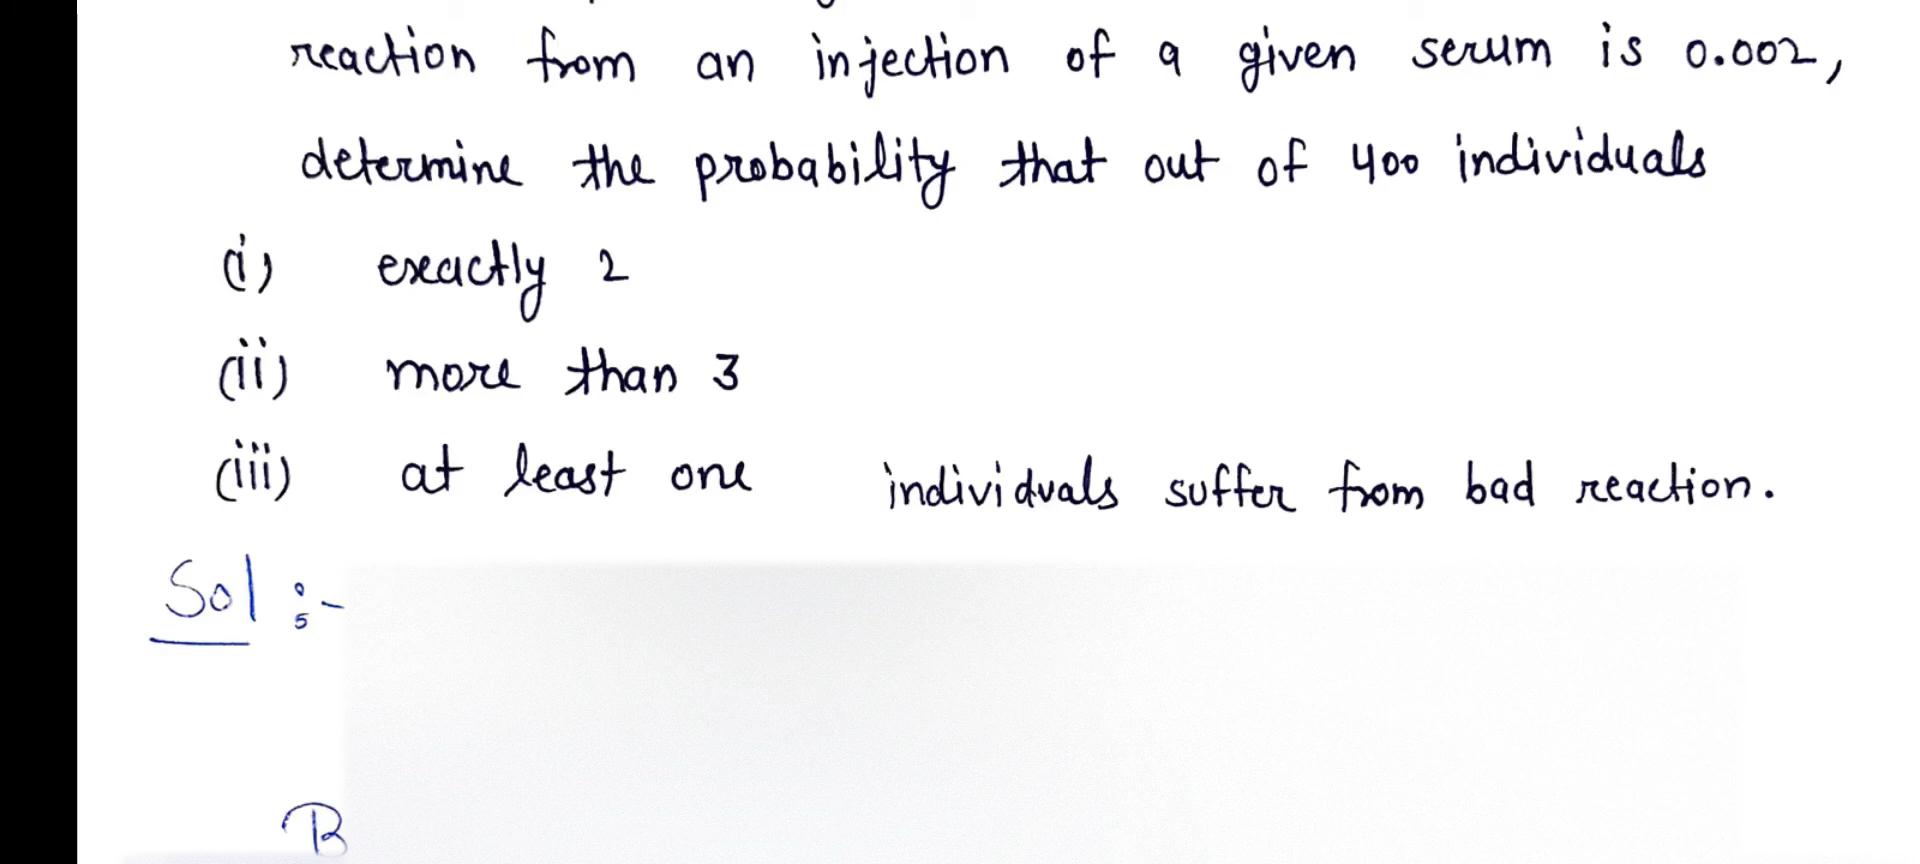 reaction from an injection of a given serum is 0.002,
determine the probability that out of 400 individuals
(i) exactly 2
(ii) more than 3
(iii) at least one individuals suffer from bad reaction.
Sol :-
B